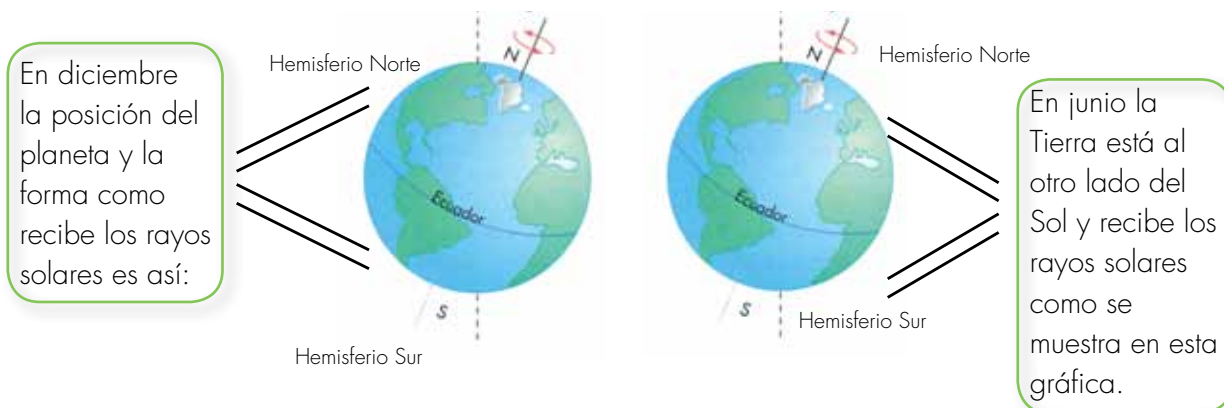 En diciembre
la posición del
planeta y la
forma como
recibe los rayos
solares es así:
Hemisferio Norte
N
Ecuador
S
Hemisferio Sur
N
Hemisferio Norte
Ecuador
S
Hemisferio Sur
En junio la
Tierra está al
otro lado del
Sol y recibe los
rayos solares
como se
muestra en esta
gráfica.